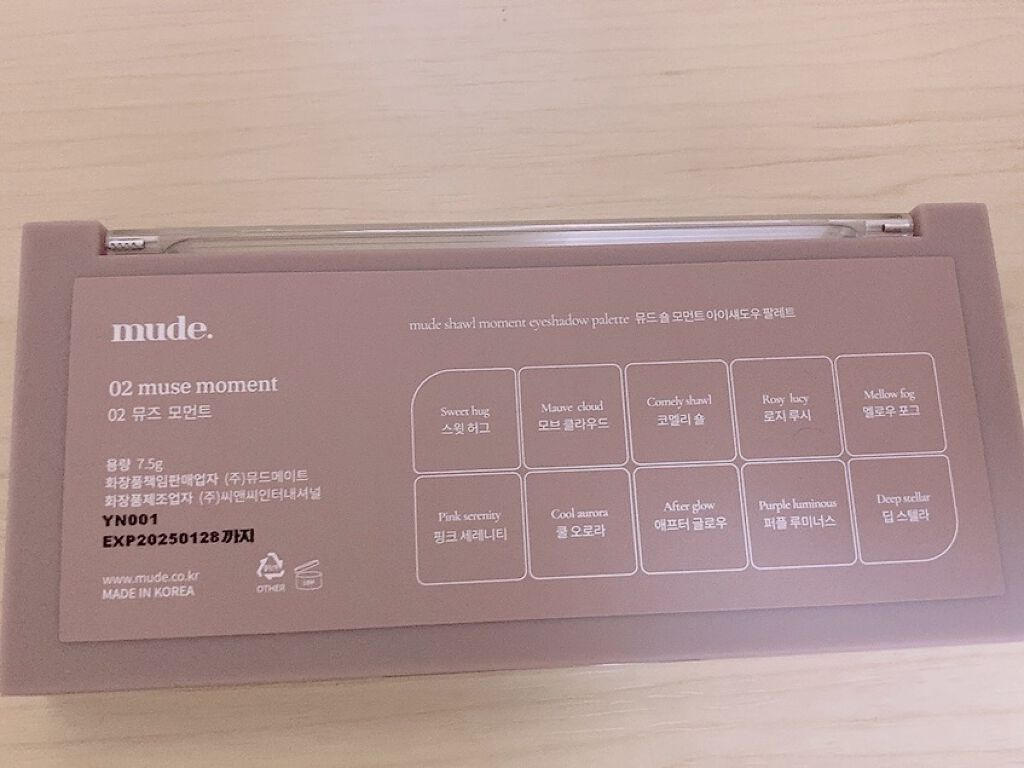 mude.
02 muse moment
02 뮤즈 모먼트
용량 7.5g
화장품책임판매업자 (주)뮤드메이트
화장품제조업자 (주)씨앤씨인터내셔널
YN001
EXP20250128까지
www.mude.co.kr
MADE IN KOREA
OTHER
mude shawl moment eyeshadow palette 뮤드 숄 모먼트 아이섀도우 팔레트
Sweet hug
스윗 허그
Mauve cloud
모브 클라우드
Comely shawl
코멜리 숄
Rosy lucy
로지 루시
Mellow fog
멜로우 포그
Pink serenity
핑크 세레니티
Cool aurora
쿨 오로라
After glow
애프터 글로우
Purple luminous
퍼플 루미너스
Deep stellar
딥 스텔라